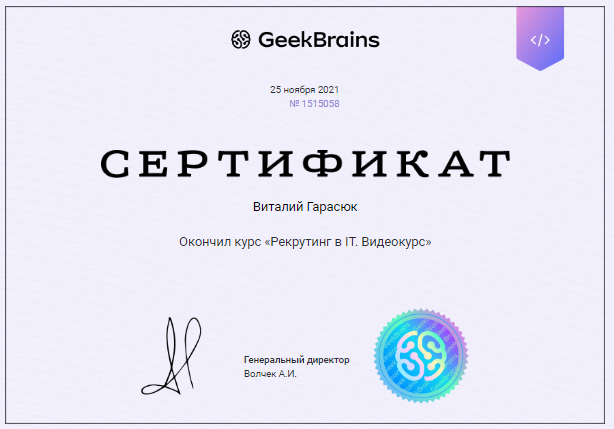 GeekBrains
</>
25 ноября 2021
№ 1515058
СЕРТИФИКАТ
Виталий Гарасюк
Окончил курс «Рекрутинг в IT. Видеокурс»
Генеральный директор
Волчек А.И.